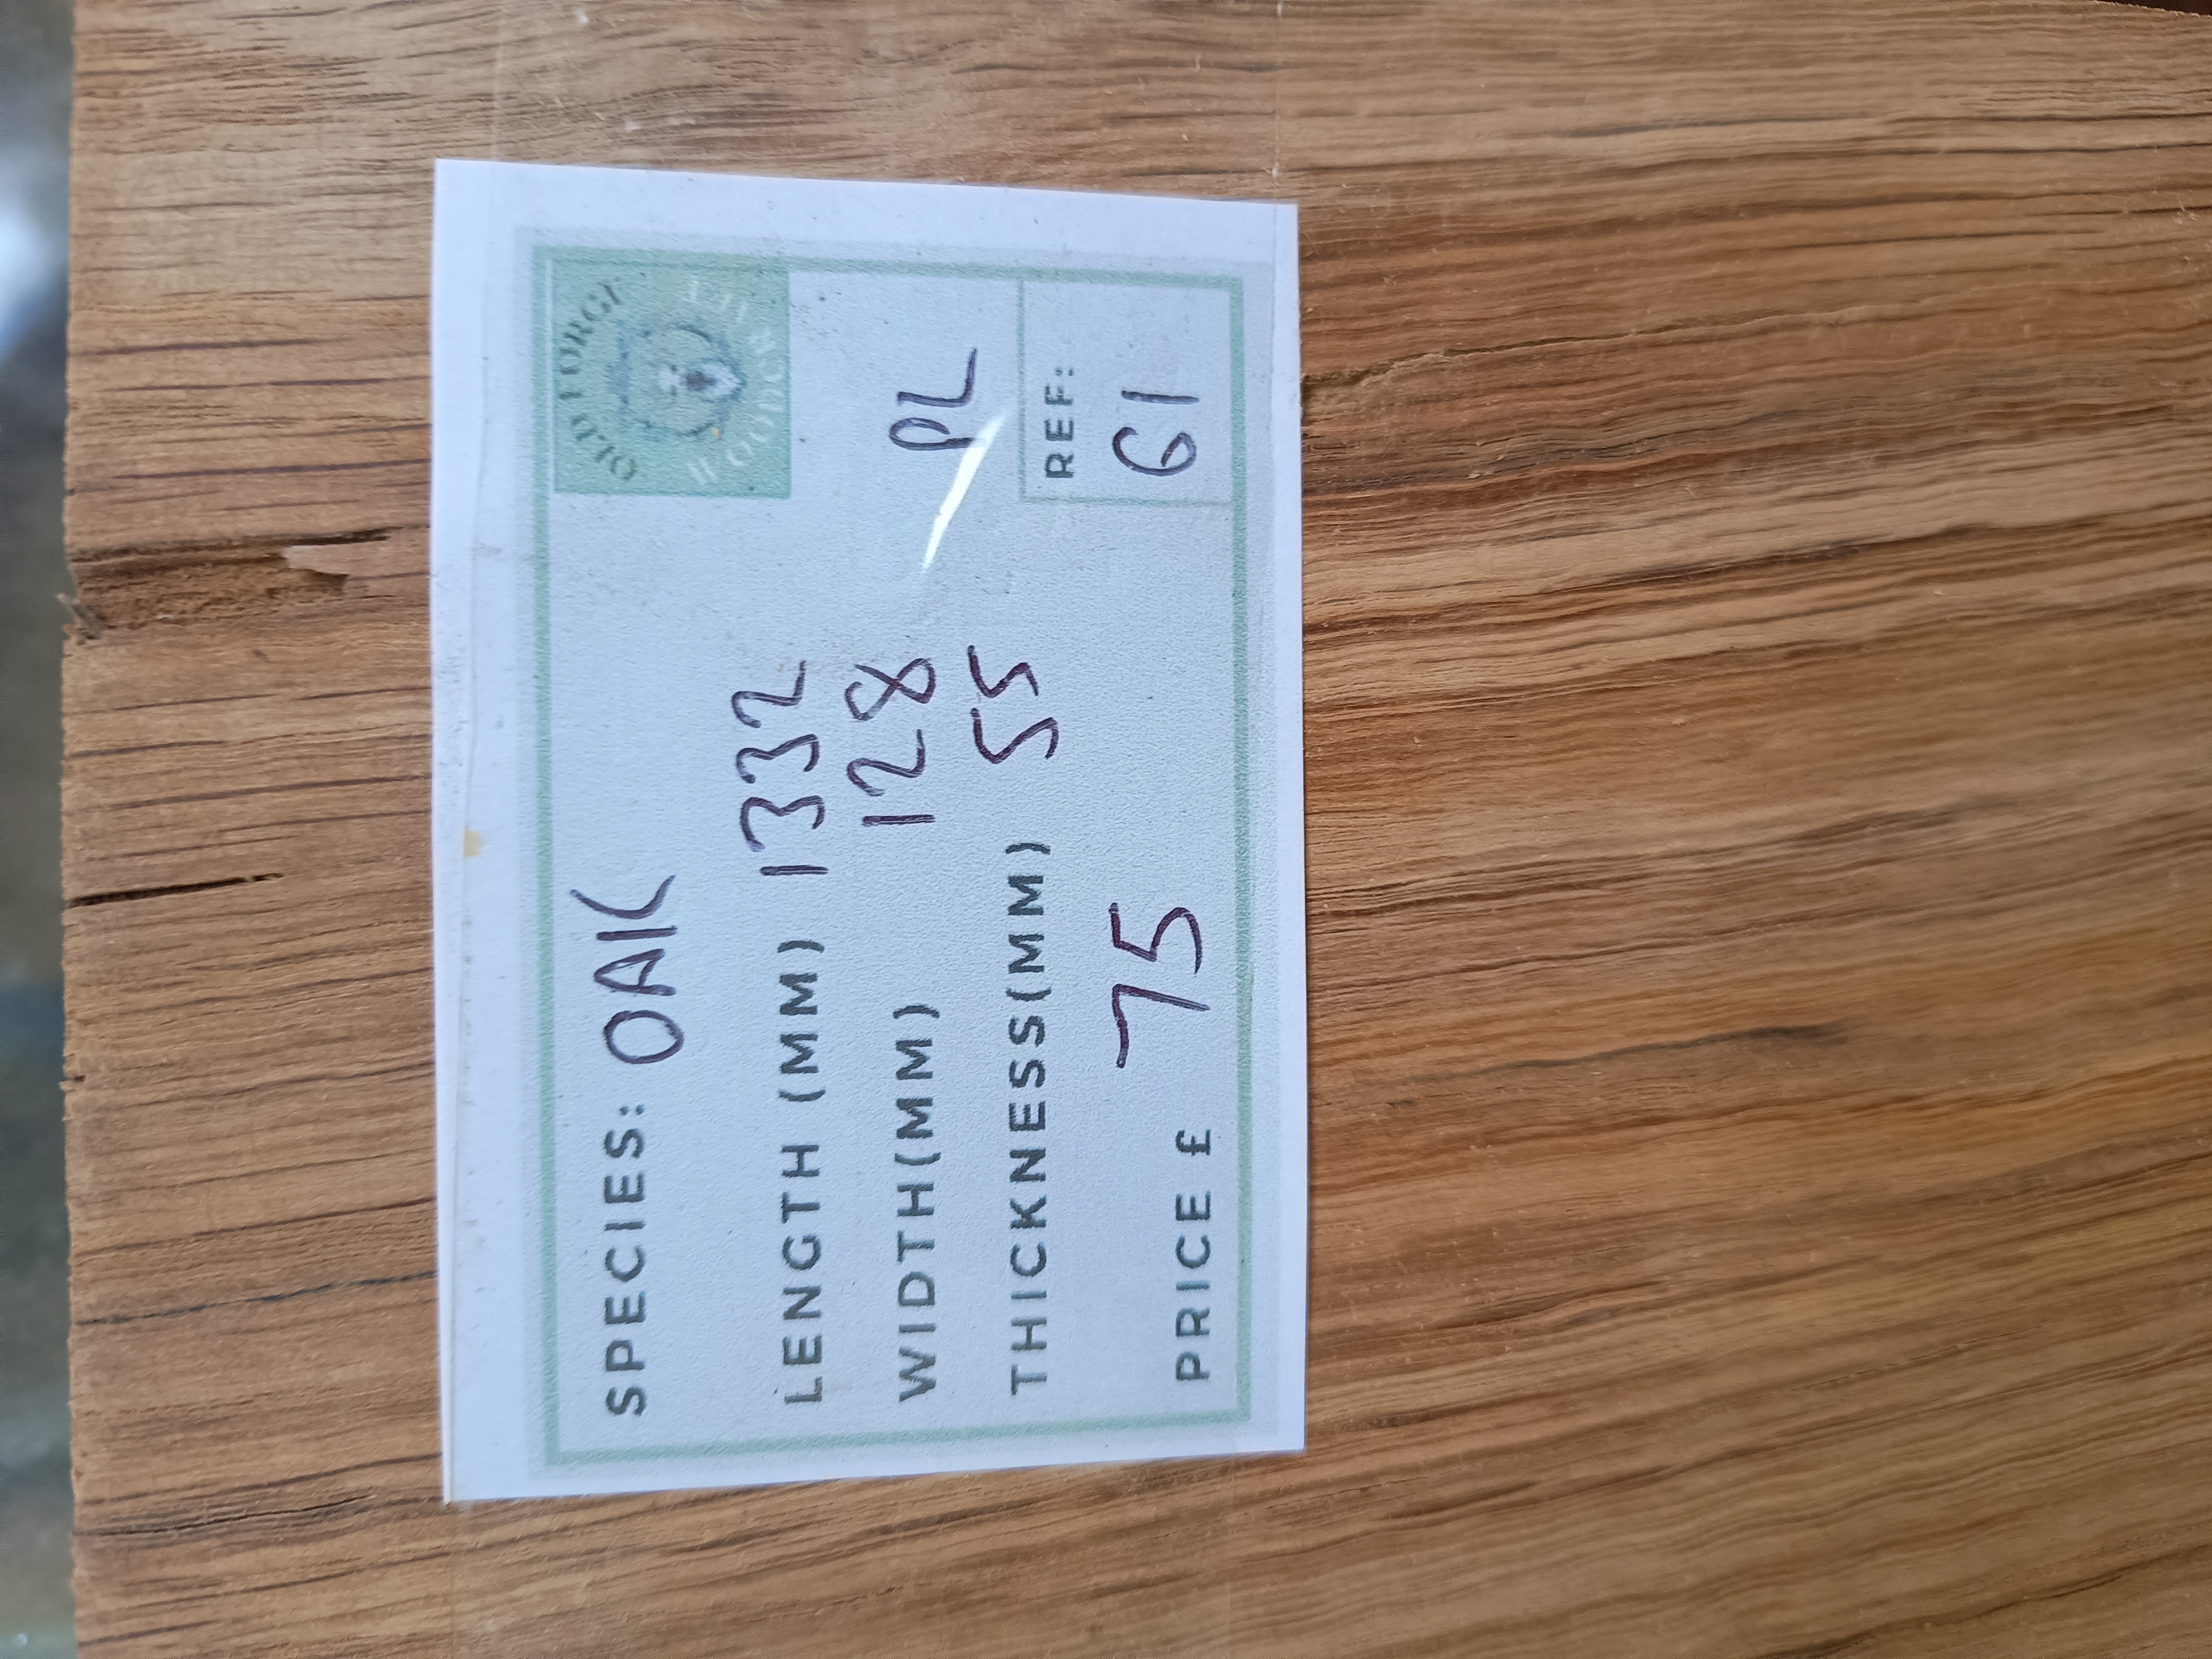 SPECIES: OAK
OLD FORGE
WOODCRAFT
LENGTH (MM) 1332
WIDTH(MM) 128
PL
THICKNESS(MM) 55
REF:
61
PRICE £ 75